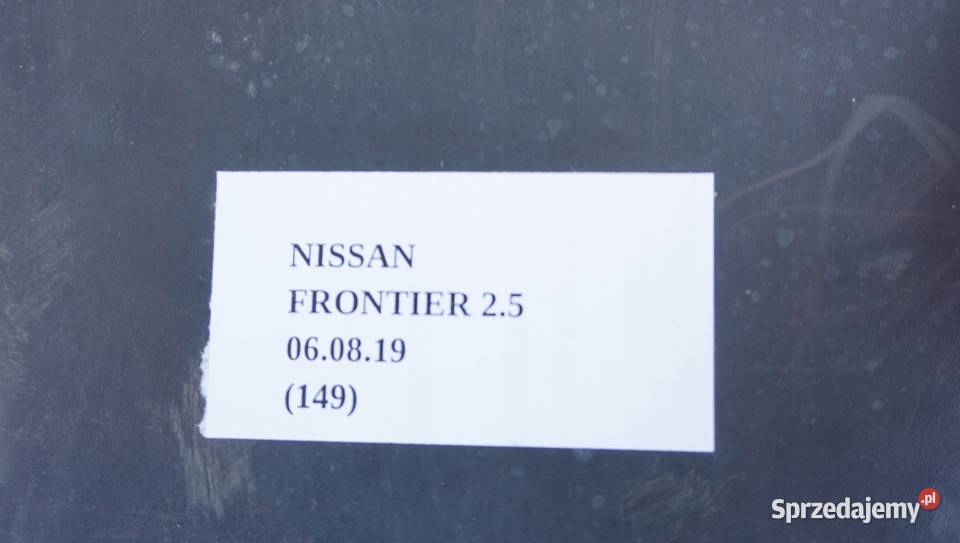 NISSAN
FRONTIER 2.5
06.08.19
(149)
Sprzedajemy.pl